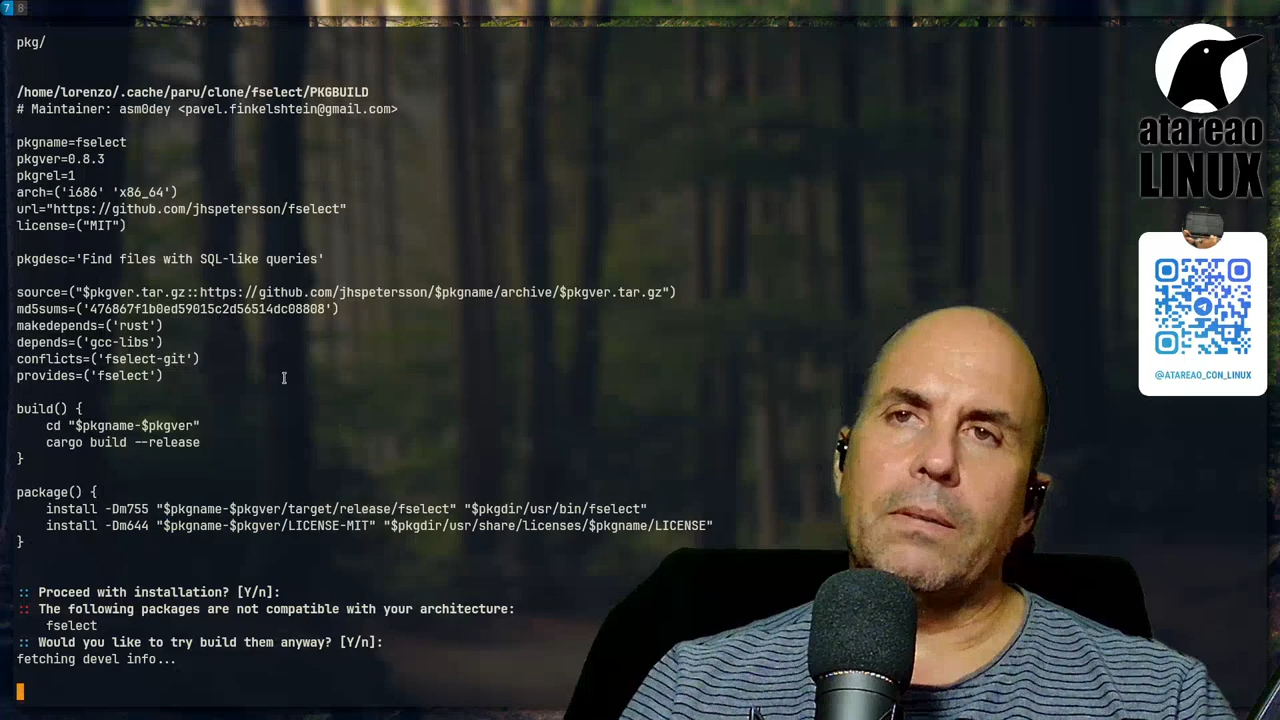 7 8
pkg/
/home/lorenzo/.cache/paru/clone/fselect/PKGBUILD
# Maintainer: asm0dey <pavel.finkelshtein@gmail.com>
pkgname=fselect
pkgver=0.8.3
pkgrel=1
arch=('i686' 'x86_64')
url="https://github.com/jhspetersson/fselect"
license=("MIT")
pkgdesc='Find files with SQL-like queries'
source=("$pkgver.tar.gz::https://github.com/jhspetersson/$pkgname/archive/$pkgver.tar.gz")
md5sums=('476867f1b0ed59015c2d56514dc08808')
makedepends=('rust')
depends=('gcc-libs')
conflicts=('fselect-git')
provides=('fselect')
build() {
    cd "$pkgname-$pkgver"
    cargo build --release
}
package() {
    install -Dm755 "$pkgname-$pkgver/target/release/fselect" "$pkgdir/usr/bin/fselect"
    install -Dm644 "$pkgname-$pkgver/LICENSE-MIT" "$pkgdir/usr/share/licenses/$pkgname/LICENSE"
}
:: Proceed with installation? [Y/n]:
:: The following packages are not compatible with your architecture:
    fselect
:: Would you like to try build them anyway? [Y/n]:
fetching devel info...
atareao
LINUX
@ATAREAO_CON_LINUX